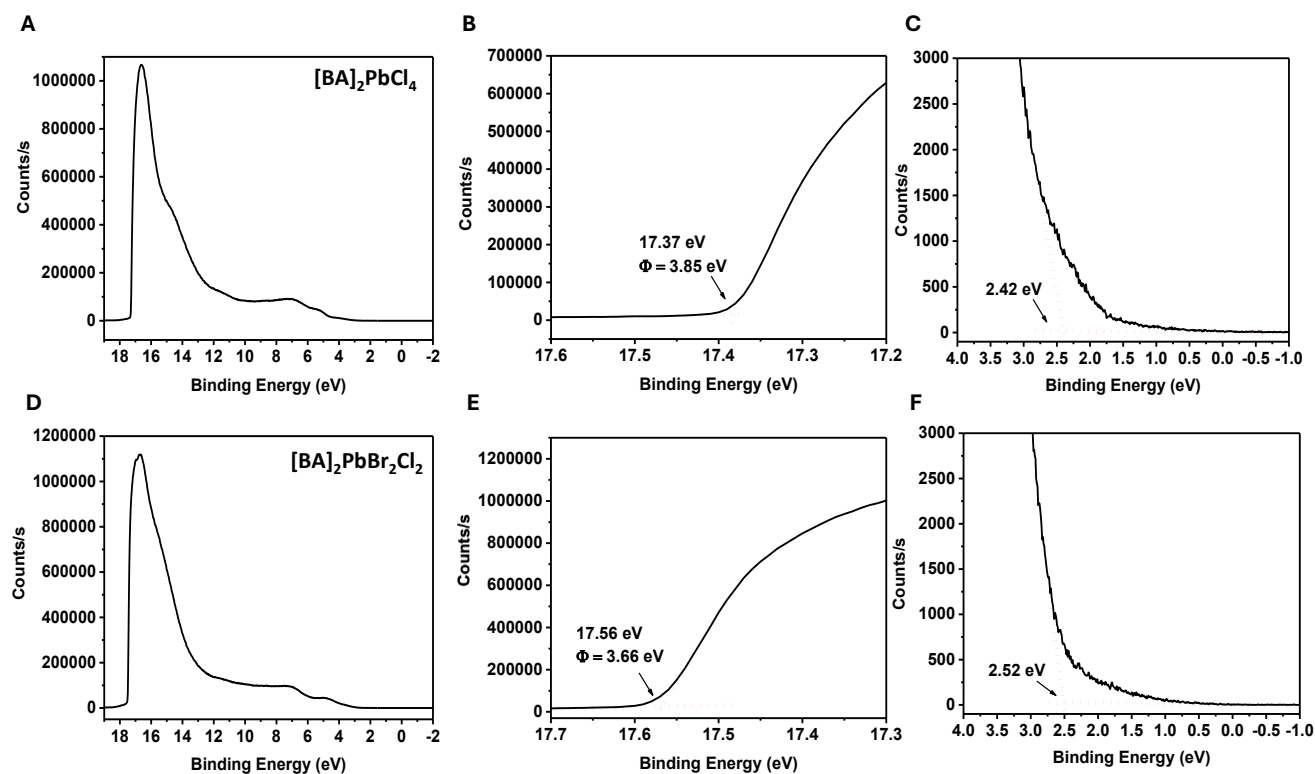 A
[BA]₂PbCl₄
Counts/s
1000000
800000
600000
400000
200000
0
18 16 14 12 10 8 6 4 2 0 -2
Binding Energy (eV)
B
Counts/s
700000
600000
500000
400000
300000
200000
100000
0
17.37 eV
Φ = 3.85 eV
17.6 17.5 17.4 17.3 17.2
Binding Energy (eV)
C
Counts/s
3000
2500
2000
1500
1000
500
0
2.42 eV
4.0 3.5 3.0 2.5 2.0 1.5 1.0 0.5 0.0 -0.5 -1.0
Binding Energy (eV)
D
[BA]₂PbBr₂Cl₂
Counts/s
1200000
1000000
800000
600000
400000
200000
0
18 16 14 12 10 8 6 4 2 0 -2
Binding Energy (eV)
E
Counts/s
1200000
1000000
800000
600000
400000
200000
0
17.56 eV
Φ = 3.66 eV
17.7 17.6 17.5 17.4 17.3
Binding Energy (eV)
F
Counts/s
3000
2500
2000
1500
1000
500
0
2.52 eV
4.0 3.5 3.0 2.5 2.0 1.5 1.0 0.5 0.0 -0.5 -1.0
Binding Energy (eV)